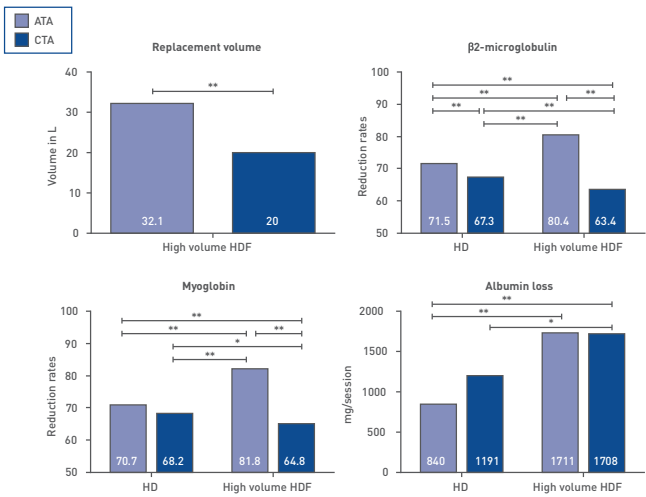 ATA
CTA
Replacement volume
Volume in L
40
30
20
10
0
**
32.1
20
High volume HDF
β2-microglobulin
Reduction rates
100
90
80
70
60
50
**
** **
** **
**
71.5 67.3 80.4 63.4
HD High volume HDF
Myoglobin
Reduction rates
100
90
80
70
60
50
**
** **
*
**
70.7 68.2 81.8 64.8
HD High volume HDF
Albumin loss
mg/session
2000
1500
1000
500
0
**
**
*
840 1191 1711 1708
HD High volume HDF